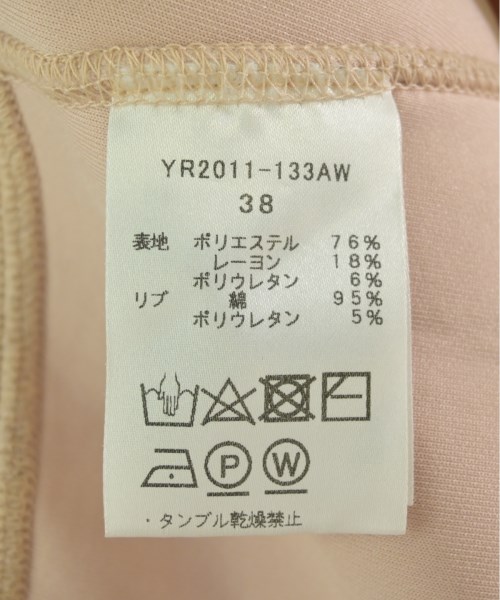 YR2011-133AW
38
表地 ポリエステル 76%
レーヨン 18%
ポリウレタン 6%
リブ 綿 95%
ポリウレタン 5%
P W
・タンブル乾燥禁止